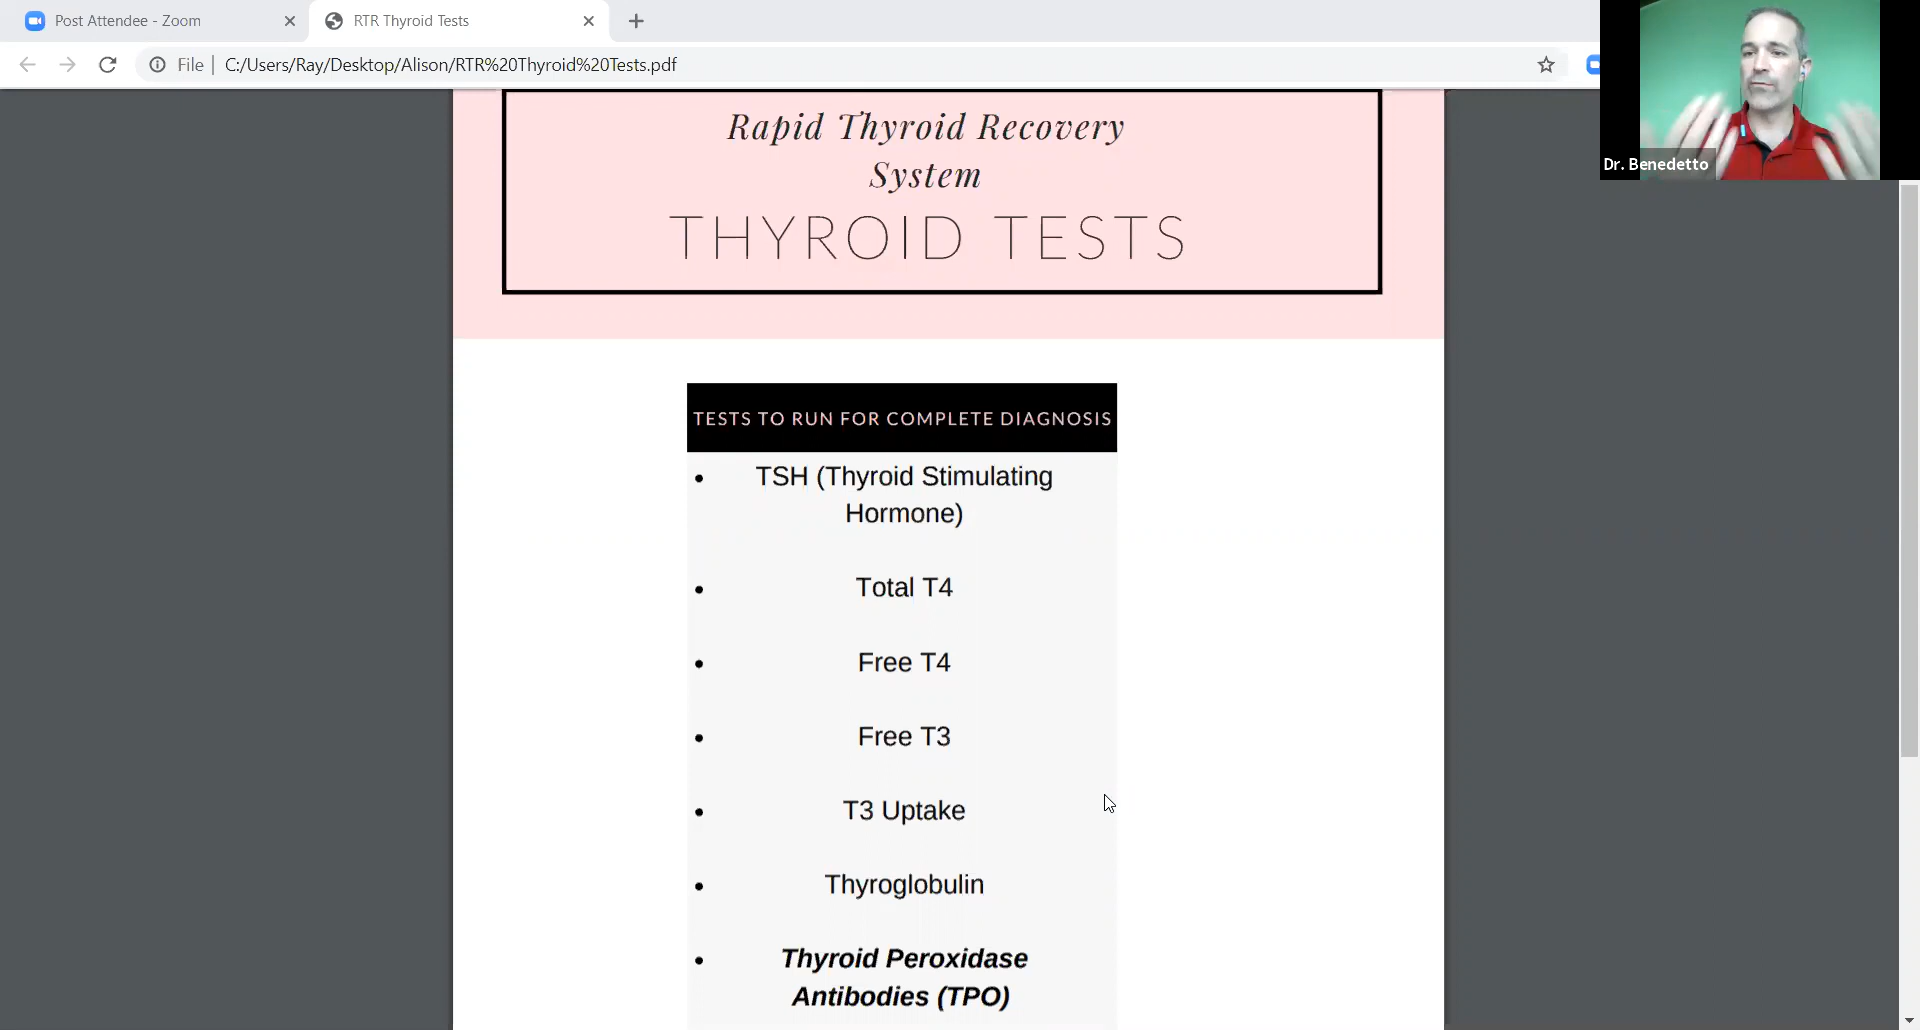 Post Attendee - Zoom
RTR Thyroid Tests
File
C:/Users/Ray/Desktop/Alison/RTR%20Thyroid%20Tests.pdf
Dr. Benedetto
Rapid Thyroid Recovery
System
THYROID TESTS
TESTS TO RUN FOR COMPLETE DIAGNOSIS
• TSH (Thyroid Stimulating
Hormone)
• Total T4
• Free T4
• Free T3
• T3 Uptake
• Thyroglobulin
• Thyroid Peroxidase
Antibodies (TPO)